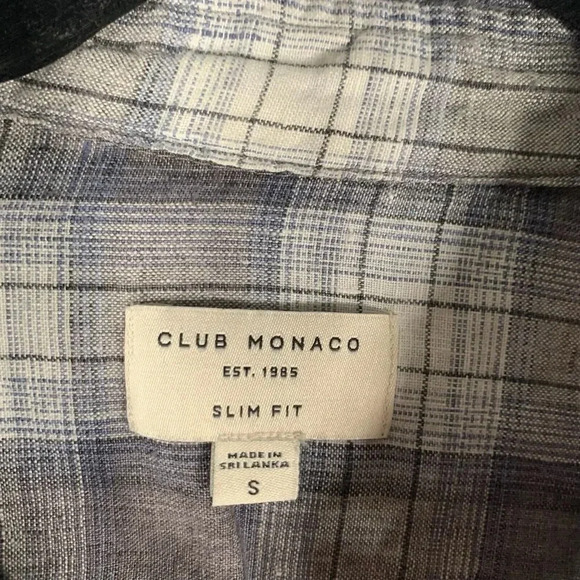 CLUB MONACO
EST. 1985
SLIM FIT
MADE IN
SRI LANKA
S